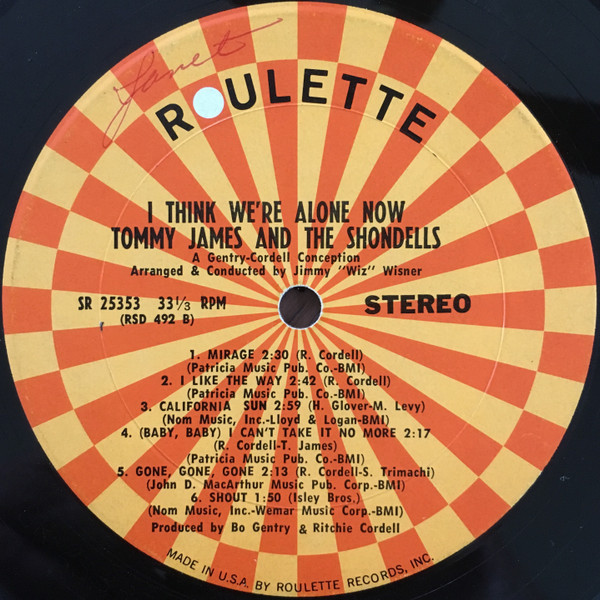 Janet
ROULETTE
I THINK WE'RE ALONE NOW
TOMMY JAMES AND THE SHONDELLS
A Gentry-Cordell Conception
Arranged & Conducted by Jimmy "Wiz" Wisner
SR 25353 33⅓ RPM STEREO
(RSD 492 B)
1. MIRAGE 2:30 (R. Cordell)
(Patricia Music Pub. Co.-BMI)
2. I LIKE THE WAY 2:42 (R. Cordell)
(Patricia Music Pub. Co.-BMI)
3. CALIFORNIA SUN 2:59 (H. Glover-M. Levy)
(Nom Music, Inc.-Lloyd & Logan-BMI)
4. (BABY, BABY) I CAN'T TAKE IT NO MORE 2:17
(R. Cordell-T. James)
(Patricia Music Pub. Co.-BMI)
5. GONE, GONE, GONE 2:13 (R. Cordell-S. Trimachi)
(John D. MacArthur Music Pub. Corp.-BMI)
6. SHOUT 1:50 (Isley Bros.)
(Nom Music, Inc-Wemar Music Corp.-BMI)
Produced by Bo Gentry & Ritchie Cordell
MADE IN U.S.A. BY ROULETTE RECORDS, INC.